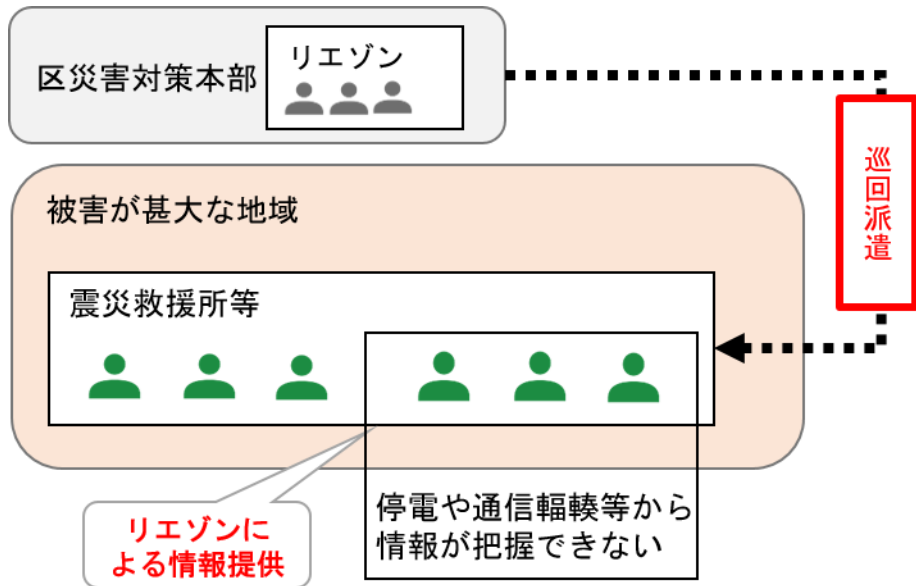 区災害対策本部
リエゾン
巡回派遣
被害が甚大な地域
震災救援所等
リエゾンに
よる情報提供
停電や通信輻輳等から
情報が把握できない